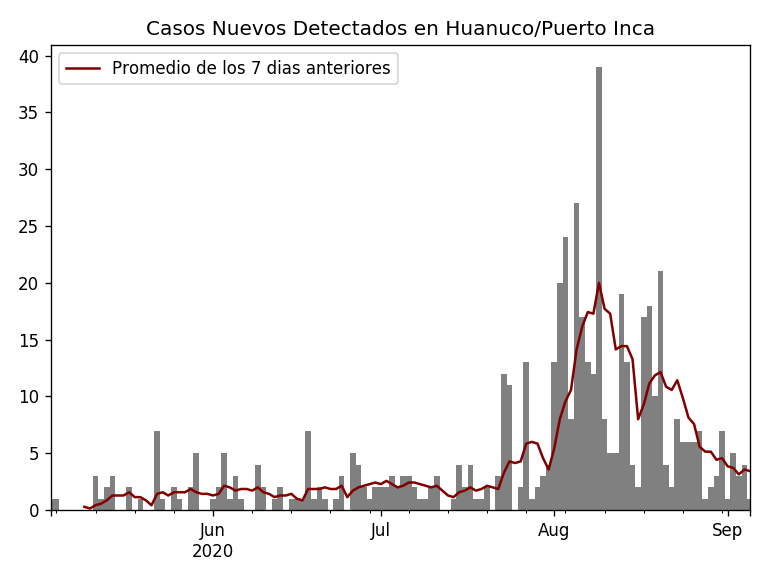 Casos Nuevos Detectados en Huanuco/Puerto Inca
Promedio de los 7 dias anteriores
40
35
30
25
20
15
10
5
0
Jun
2020
Jul
Aug
Sep